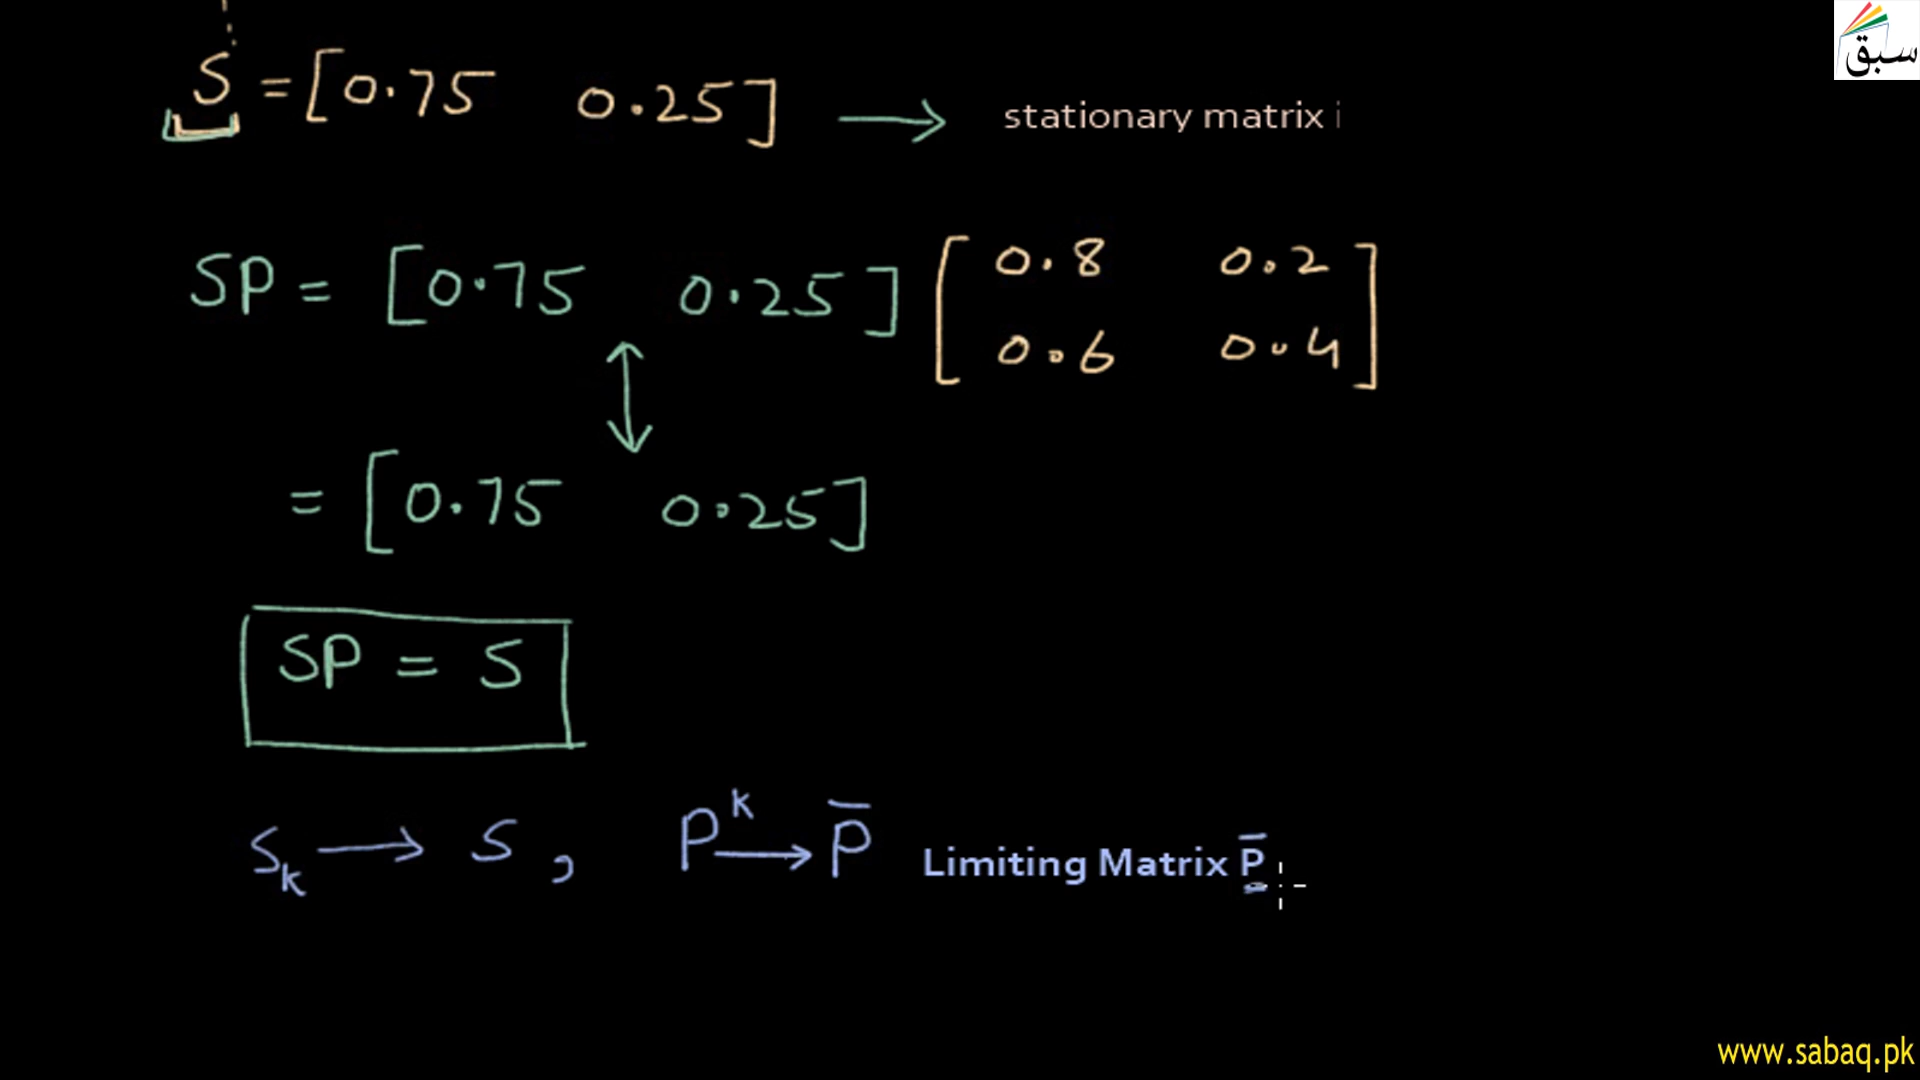 سبق
S = [0.75 0.25] → stationary matrix i
SP = [0.75 0.25] [0.8 0.2
0.6 0.4]
= [0.75 0.25]
SP = S
S_k → S , P^k → P̄ Limiting Matrix P̄
www.sabaq.pk